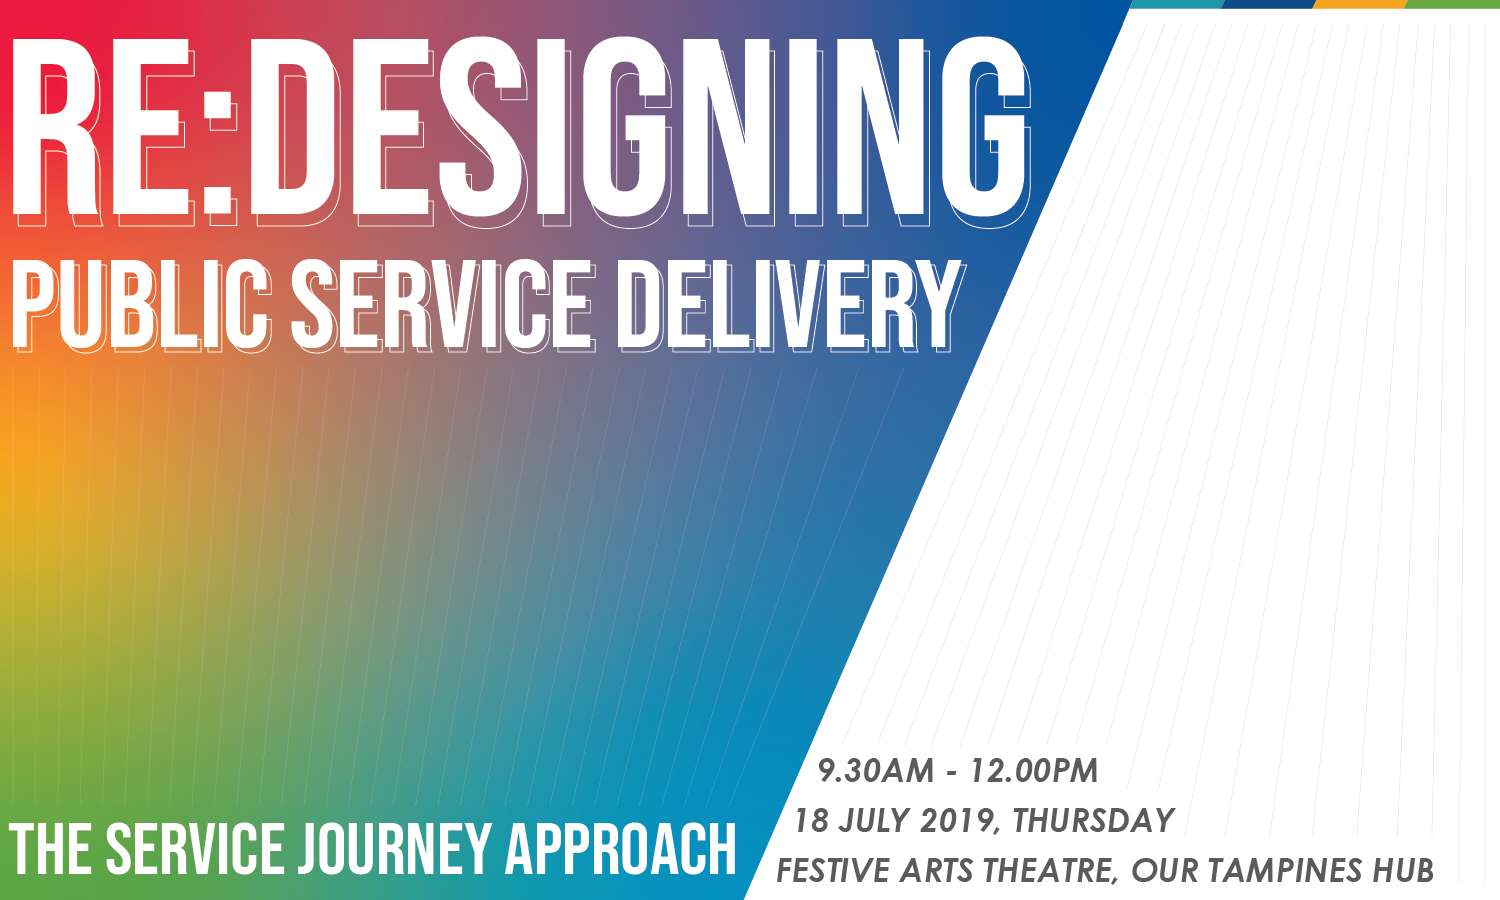 RE:DESIGNING
PUBLIC SERVICE DELIVERY
THE SERVICE JOURNEY APPROACH
9.30AM - 12.00PM
18 JULY 2019, THURSDAY
FESTIVE ARTS THEATRE, OUR TAMPINES HUB